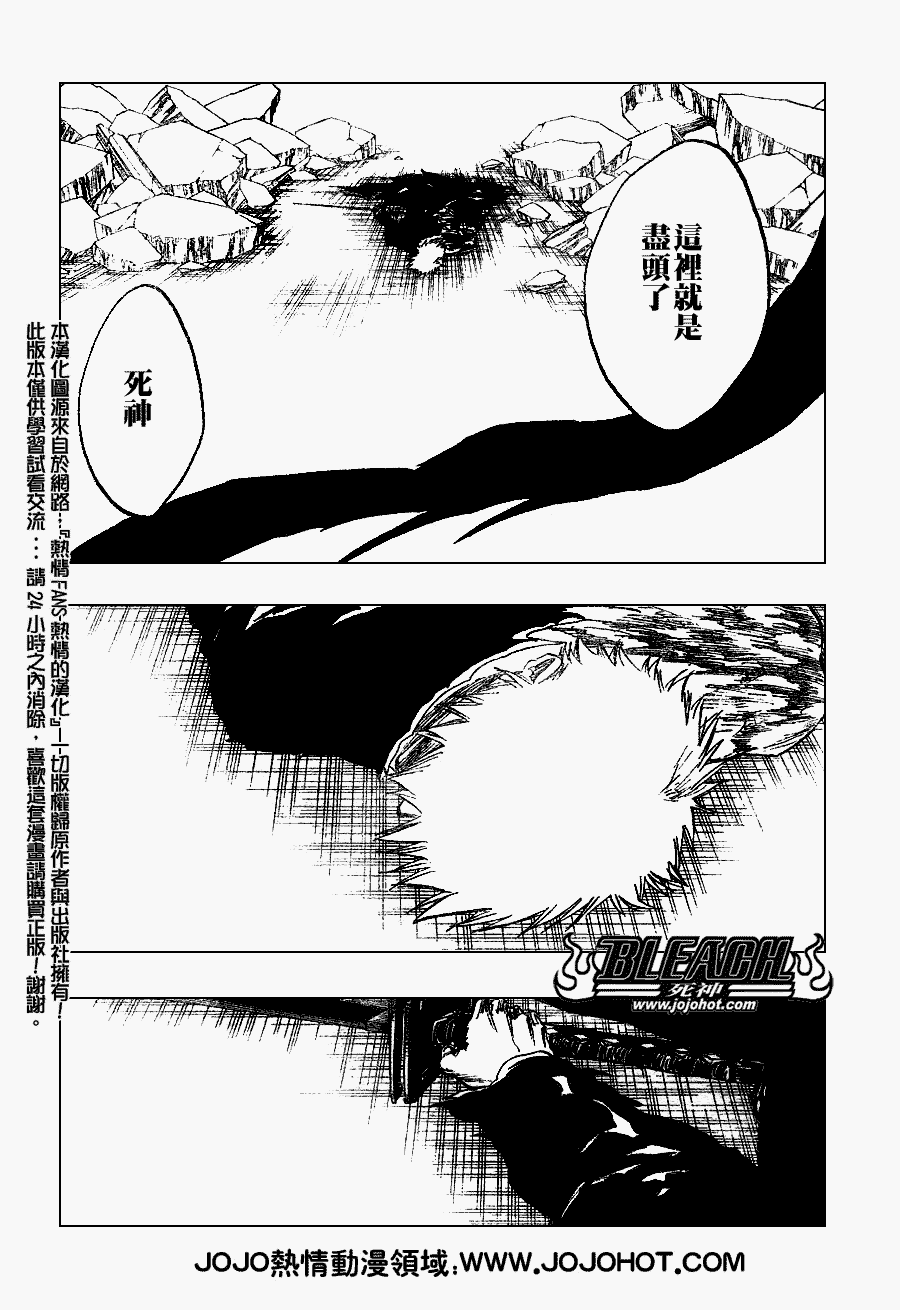 這裡就是
盡頭了
死神
本漢化圖源來自於網路…『熱情FANS-熱情的漢化』一切版權歸原作者與出版社擁有！
此版本僅供學習試看交流...請24小時之內消除，喜歡這套漫畫請購買正版！謝謝。
BLEACH
死神
www.jojohot.com
JOJO熱情動漫領域:WWW.JOJOHOT.COM